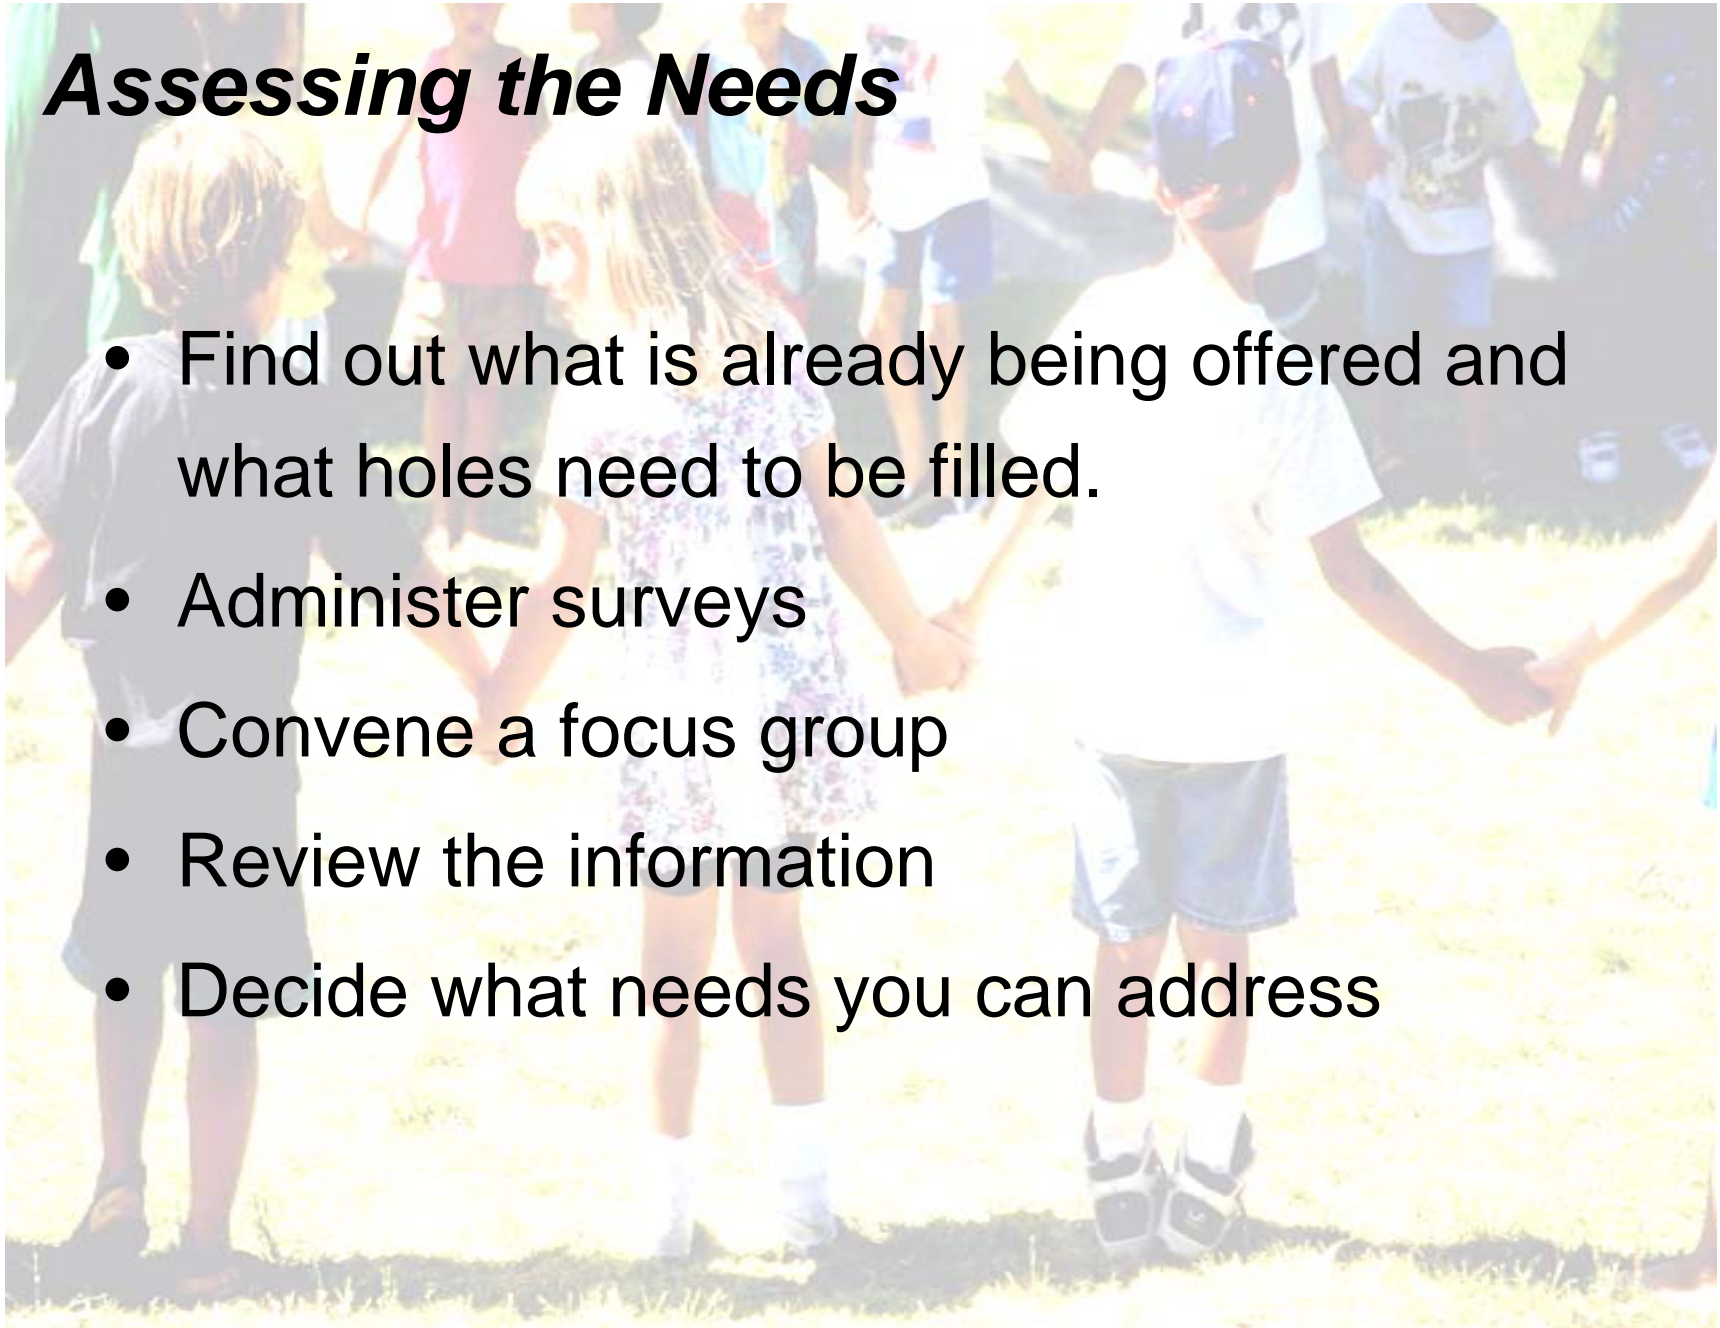 Assessing the Needs
• Find out what is already being offered and
what holes need to be filled.
• Administer surveys
• Convene a focus group
• Review the information
• Decide what needs you can address